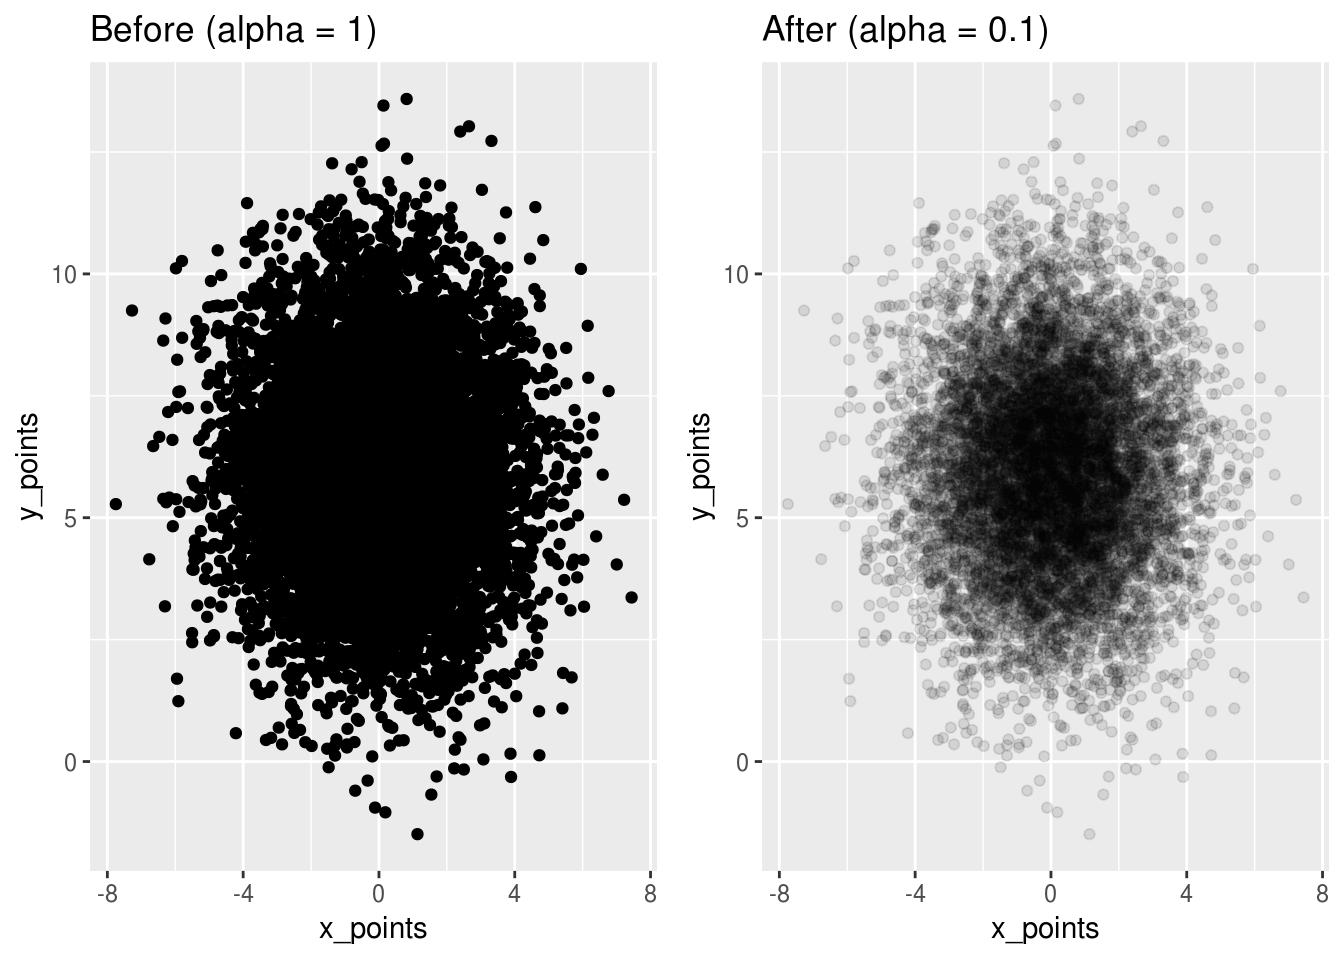 Before (alpha = 1)
y_points
10
5
0
-8 -4 0 4 8
x_points
After (alpha = 0.1)
y_points
10
5
0
-8 -4 0 4 8
x_points